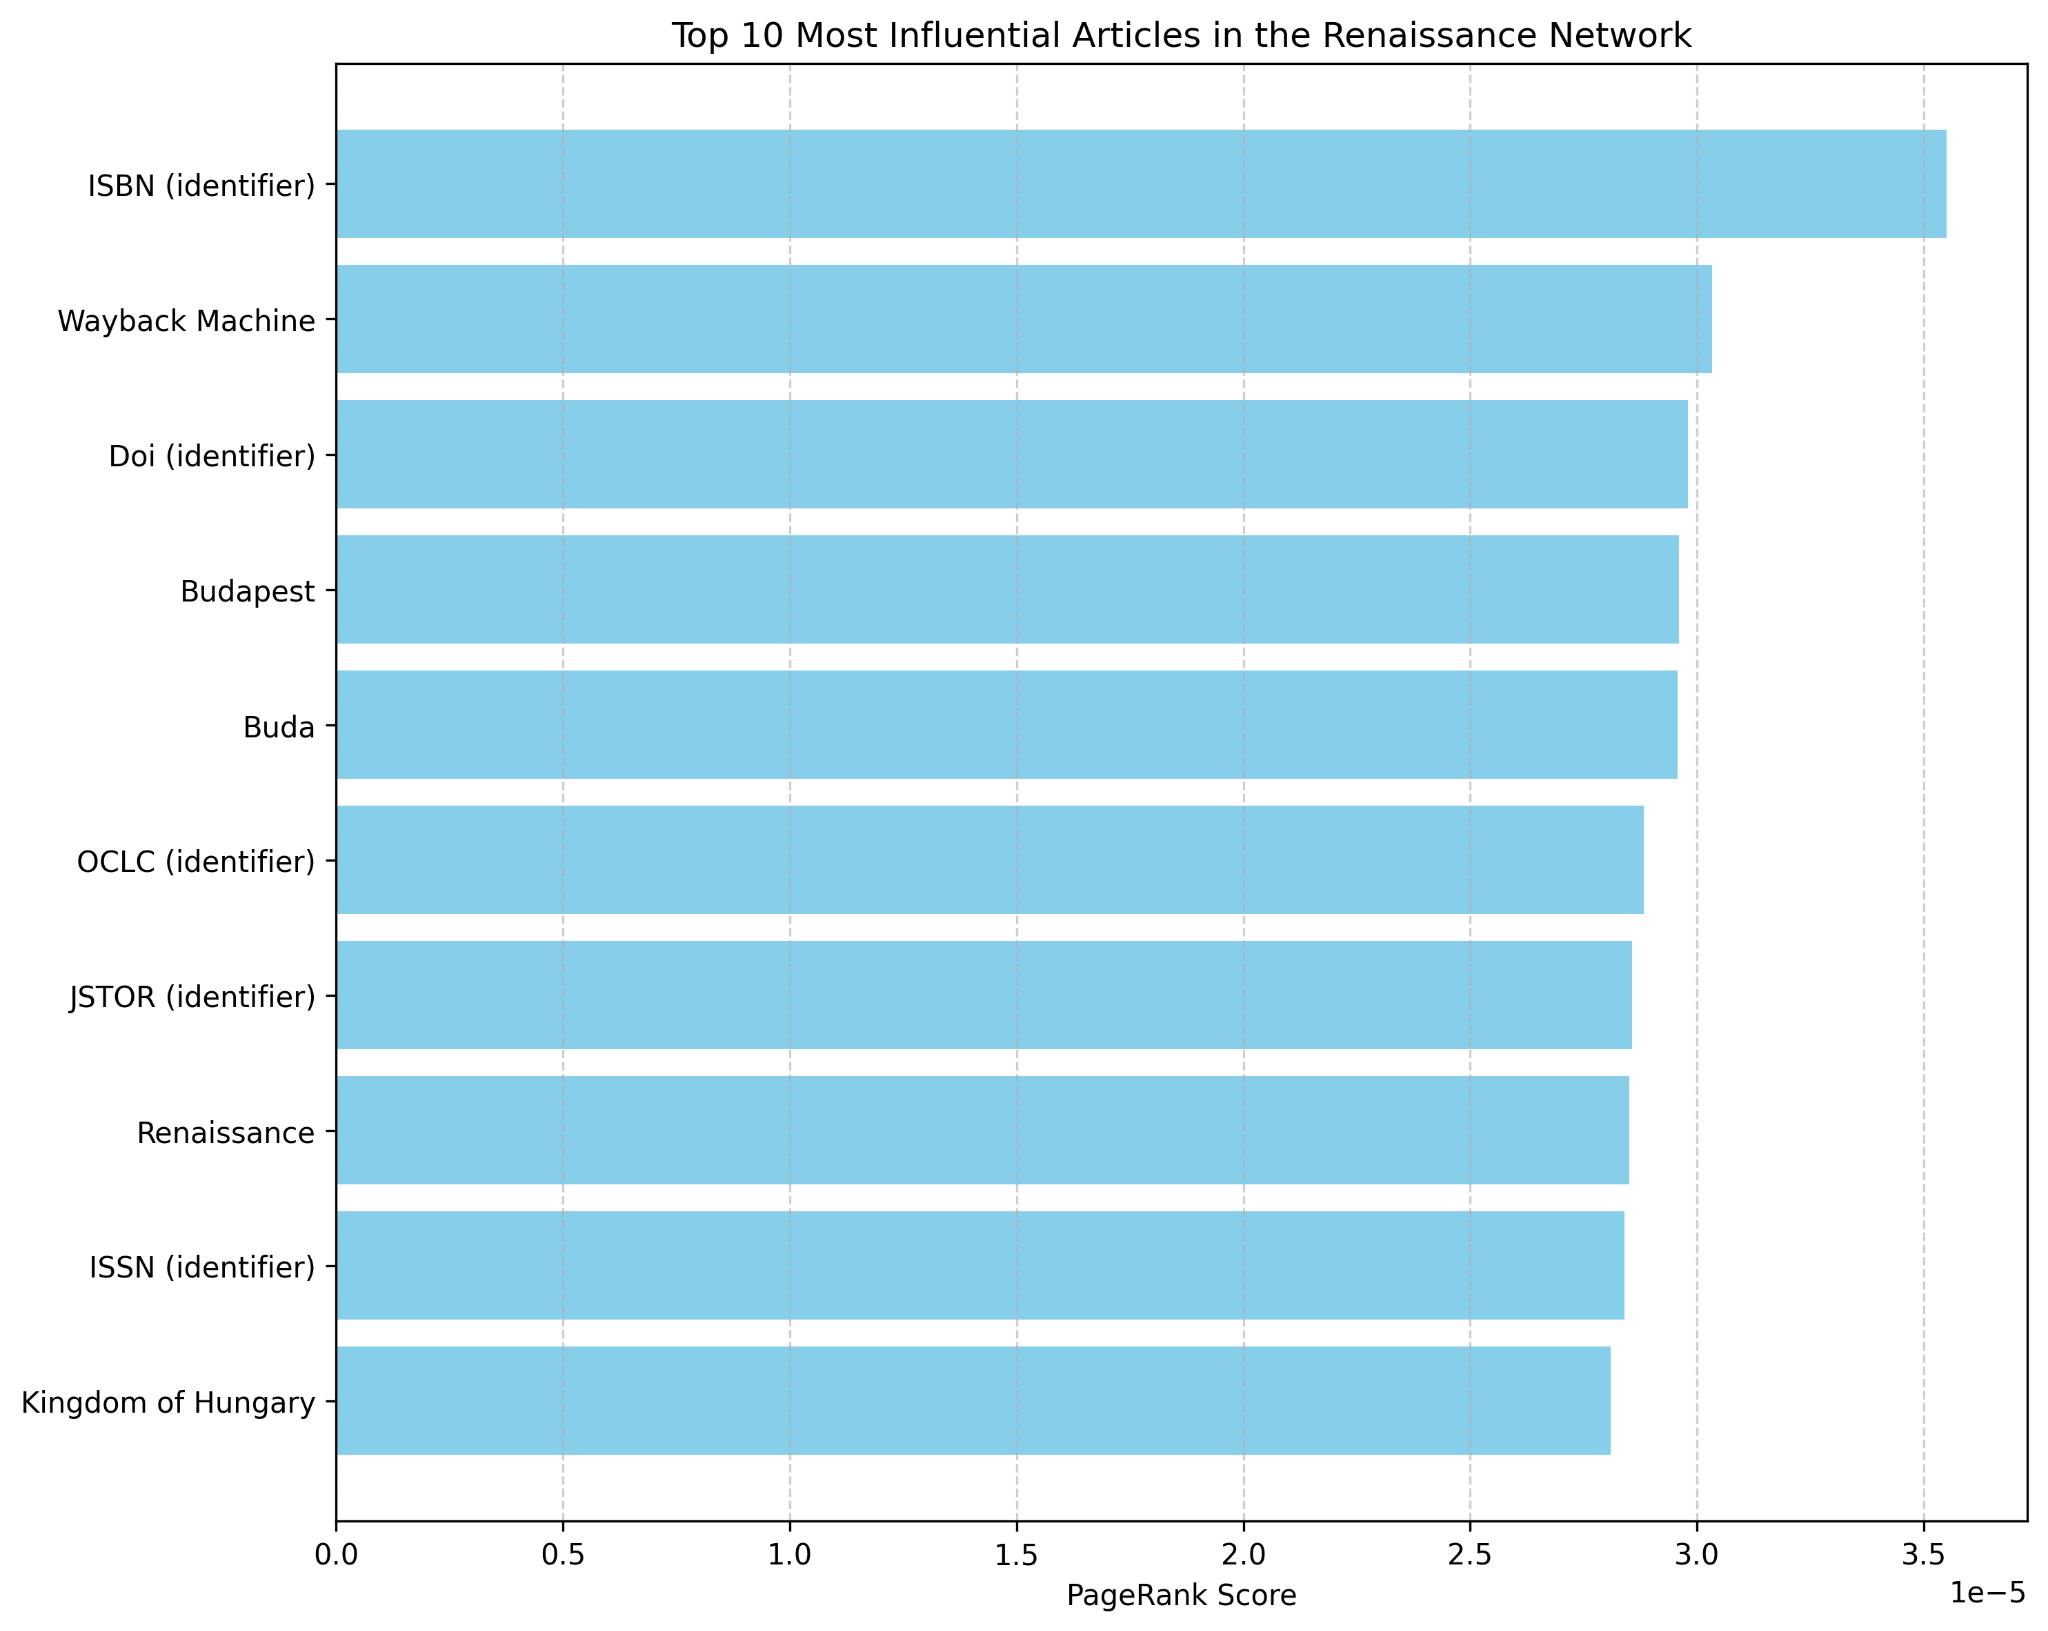 Top 10 Most Influential Articles in the Renaissance Network
ISBN (identifier)
Wayback Machine
Doi (identifier)
Budapest
Buda
OCLC (identifier)
JSTOR (identifier)
Renaissance
ISSN (identifier)
Kingdom of Hungary
0.0 0.5 1.0 1.5 2.0 2.5 3.0 3.5
1e−5
PageRank Score